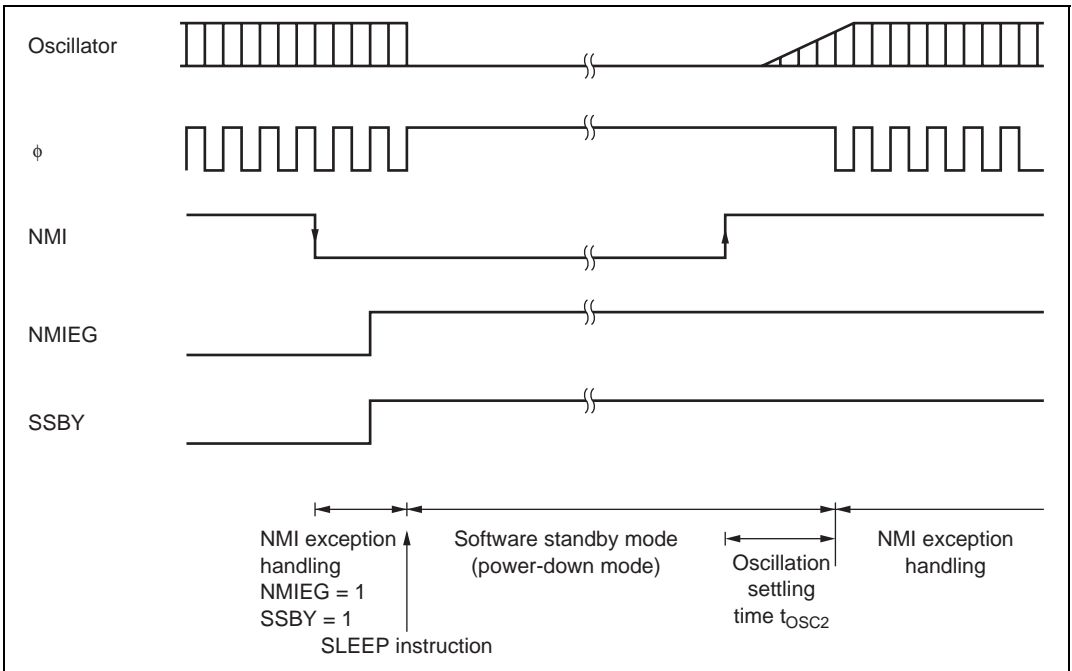 Oscillator
ϕ
NMI
NMIEG
SSBY
NMI exception
handling
NMIEG = 1
SSBY = 1
SLEEP instruction
Software standby mode
(power-down mode)
Oscillation
settling
time tOSC2
NMI exception
handling